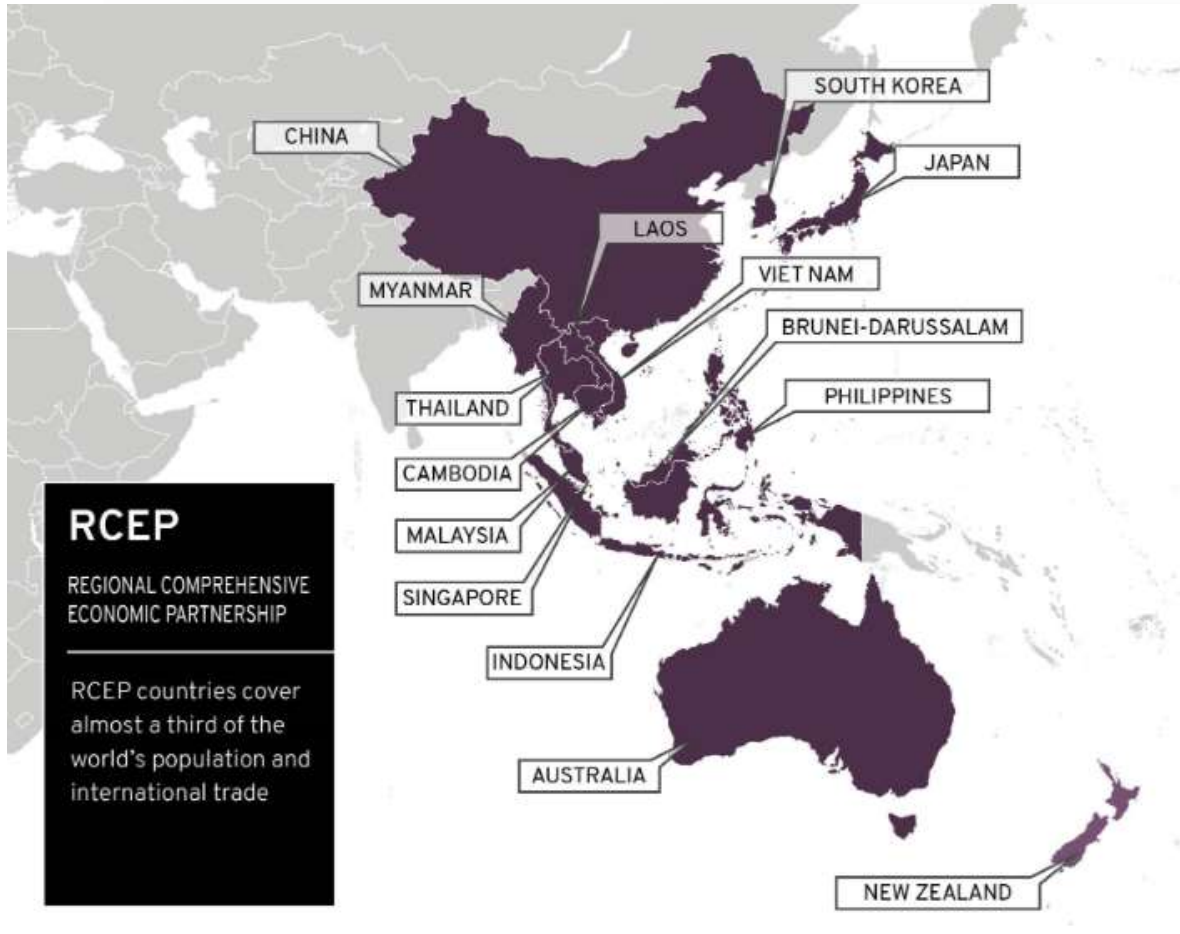 SOUTH KOREA
CHINA
JAPAN
LAOS
VIET NAM
MYANMAR
BRUNEI-DARUSSALAM
PHILIPPINES
THAILAND
CAMBODIA
MALAYSIA
SINGAPORE
INDONESIA
AUSTRALIA
NEW ZEALAND
RCEP
REGIONAL COMPREHENSIVE
ECONOMIC PARTNERSHIP
RCEP countries cover
almost a third of the
world's population and
international trade